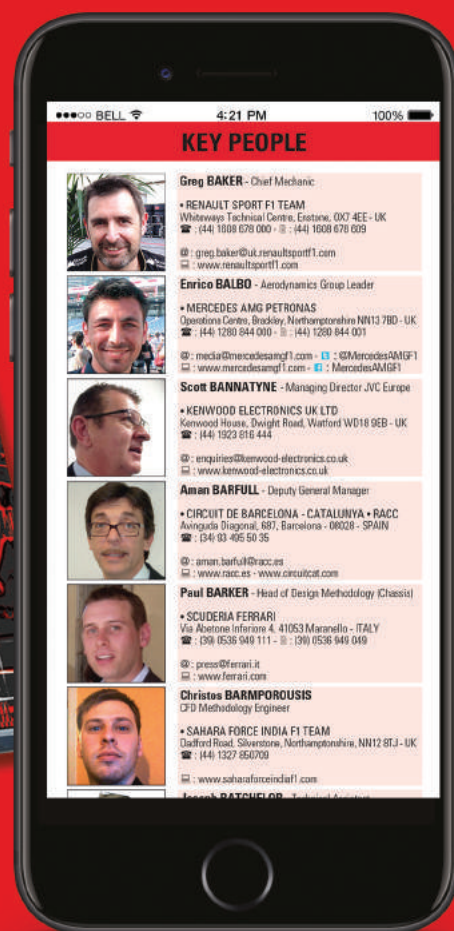 ●●●○○ BELL 4:21 PM 100%
KEY PEOPLE
Greg BAKER - Chief Mechanic
• RENAULT SPORT F1 TEAM
Whiteways Technical Centre, Enstone, OX7 4EE - UK
☎ : (44) 1608 678 000 - : (44) 1608 678 609
@ : greg.baker@uk.renaultsportf1.com
: www.renaultsportf1.com
Enrico BALBO - Aerodynamics Group Leader
• MERCEDES AMG PETRONAS
Operations Centre, Brackley, Northamptonshire NN13 7BD - UK
☎ : (44) 1280 844 000 - : (44) 1280 844 001
@ : media@mercedesamgf1.com - : @MercedesAMGF1
: www.mercedesamgf1.com - : MercedesAMGF1
Scott BANNATYNE - Managing Director JVC Europe
• KENWOOD ELECTRONICS UK LTD
Kenwood House, Dwight Road, Watford WD18 9EB - UK
☎ : (44) 1923 816 444
@ : enquiries@kenwood-electronics.co.uk
: www.kenwood-electronics.co.uk
Aman BARFULL - Deputy General Manager
• CIRCUIT DE BARCELONA - CATALUNYA • RACC
Avinguda Diagonal, 687, Barcelona - 08028 - SPAIN
☎ : (34) 93 495 50 35
@ : aman.barfull@racc.es
: www.racc.es - www.circuitcat.com
Paul BARKER - Head of Design Methodology (Chassis)
• SCUDERIA FERRARI
Via Abetone Inferiore 4, 41053 Maranello - ITALY
☎ : (39) 0536 949 111 - : (39) 0536 949 049
@ : press@ferrari.it
: www.ferrari.com
Christos BARMPOROUSIS
CFD Methodology Engineer
• SAHARA FORCE INDIA F1 TEAM
Dadford Road, Silverstone, Northamptonshire, NN12 8TJ - UK
☎ : (44) 1327 850709
: www.saharaforceindiaf1.com
Joseph BATCHELOR - Technical Assistant